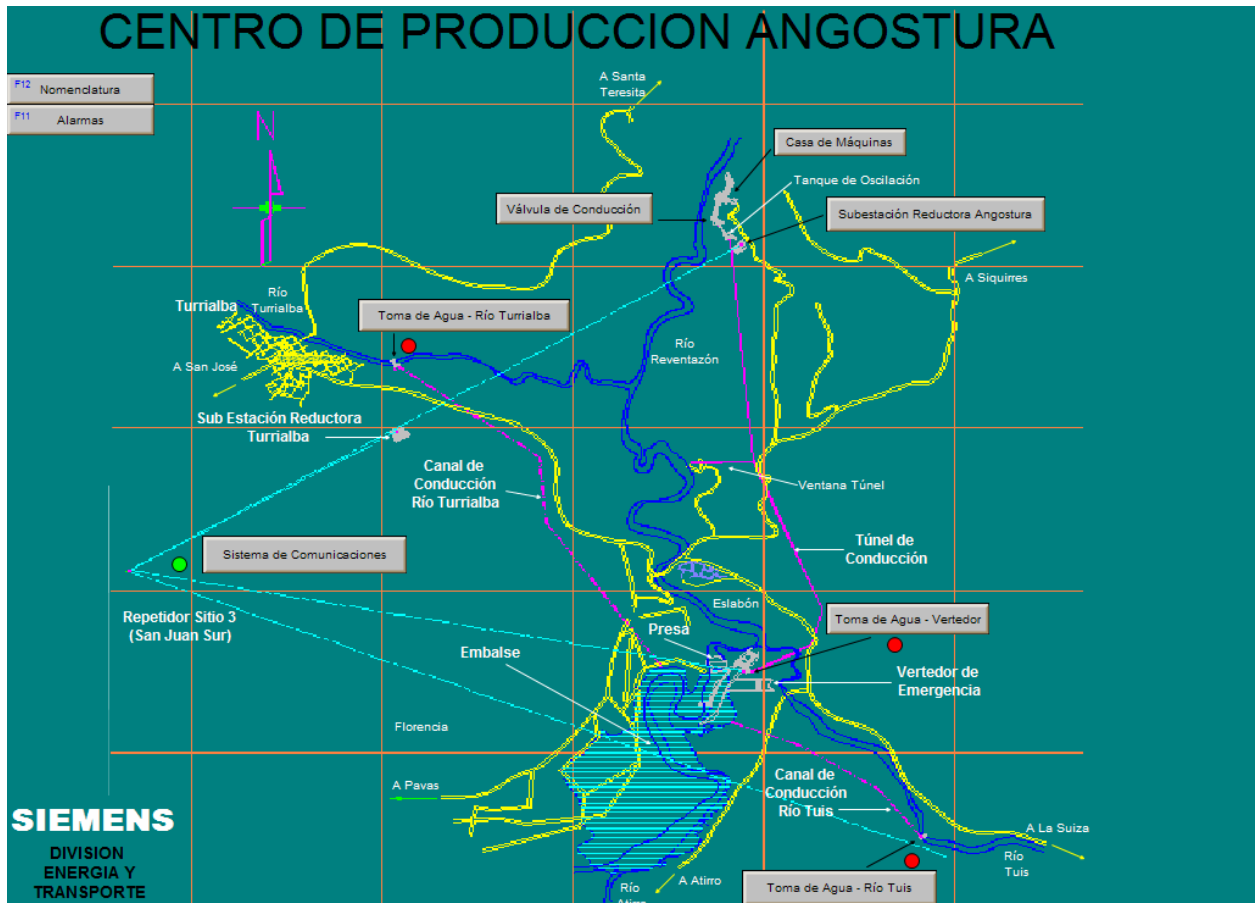 CENTRO DE PRODUCCION ANGOSTURA
F12 Nomenclatura
F11 Alarmas
A Santa
Teresita
N
Casa de Máquinas
Tanque de Oscilación
Válvula de Conducción
Subestación Reductora Angostura
A Siquirres
Río
Turrialba
Turrialba
Toma de Agua - Río Turrialba
Río
Reventazón
A San José
Sub Estación Reductora
Turrialba
Canal de
Conducción
Río Turrialba
Ventana Túnel
Túnel de
Conducción
Sistema de Comunicaciones
Repetidor Sitio 3
(San Juan Sur)
Eslabón
Toma de Agua - Vertedor
Presa
Embalse
Vertedor de
Emergencia
Florencia
A Pavas
Canal de
Conducción
Río Tuis
SIEMENS
DIVISION
ENERGIA Y
TRANSPORTE
A La Suiza
Río
Tuis
A Atirro
Río
Atirro
Toma de Agua - Río Tuis